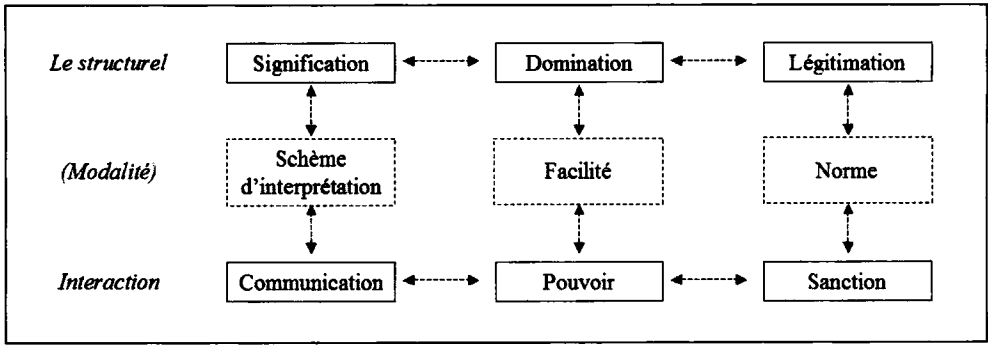 Le structurel Signification Domination Légitimation
(Modalité) Schème d'interprétation Facilité Norme
Interaction Communication Pouvoir Sanction